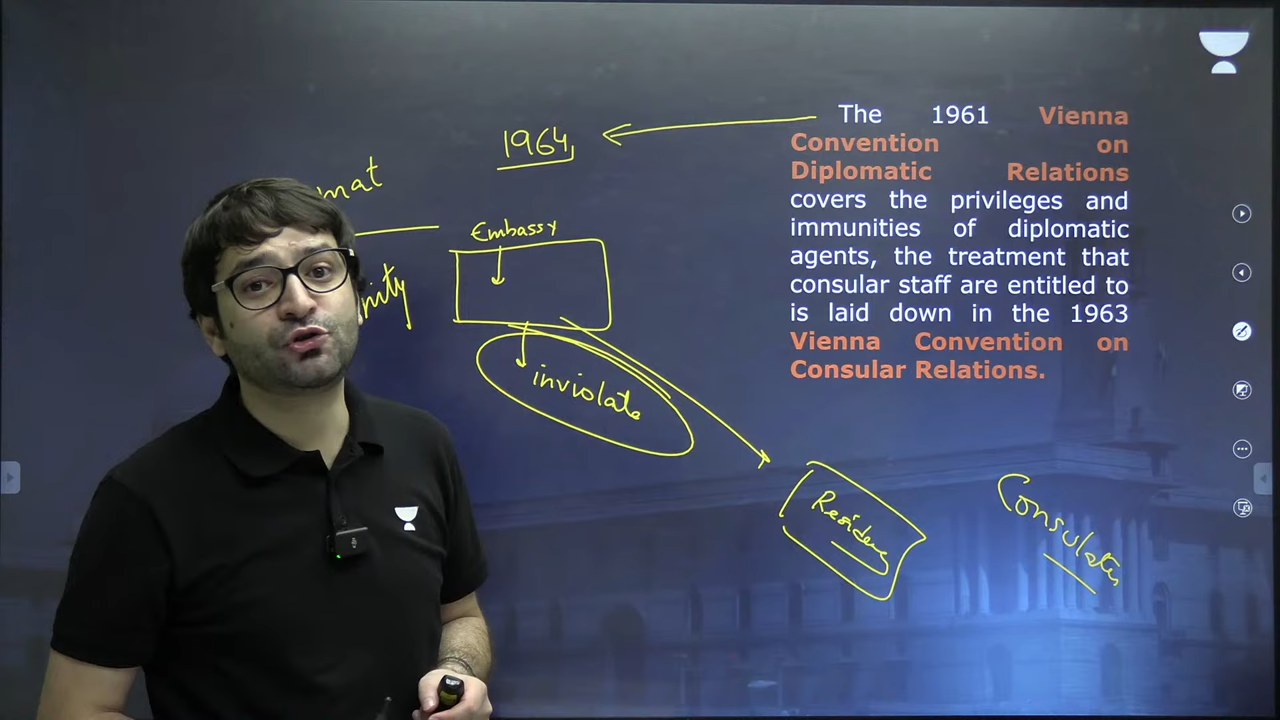 The 1961 Vienna
Convention on
Diplomatic Relations
covers the privileges and
immunities of diplomatic
agents, the treatment that
consular staff are entitled to
is laid down in the 1963
Vienna Convention on
Consular Relations.
1964
mat
Embassy
nity
inviolate
Residence
Consulates